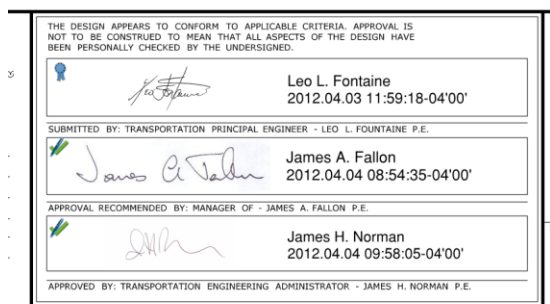 THE DESIGN APPEARS TO CONFORM TO APPLICABLE CRITERIA. APPROVAL IS
NOT TO BE CONSTRUED TO MEAN THAT ALL ASPECTS OF THE DESIGN HAVE
BEEN PERSONALLY CHECKED BY THE UNDERSIGNED.
Leo L. Fontaine
2012.04.03 11:59:18-04'00'
SUBMITTED BY: TRANSPORTATION PRINCIPAL ENGINEER - LEO L. FOUNTAINE P.E.
James A Fallon
James A. Fallon
2012.04.04 08:54:35-04'00'
APPROVAL RECOMMENDED BY: MANAGER OF - JAMES A. FALLON P.E.
James H. Norman
2012.04.04 09:58:05-04'00'
APPROVED BY: TRANSPORTATION ENGINEERING ADMINISTRATOR - JAMES H. NORMAN P.E.